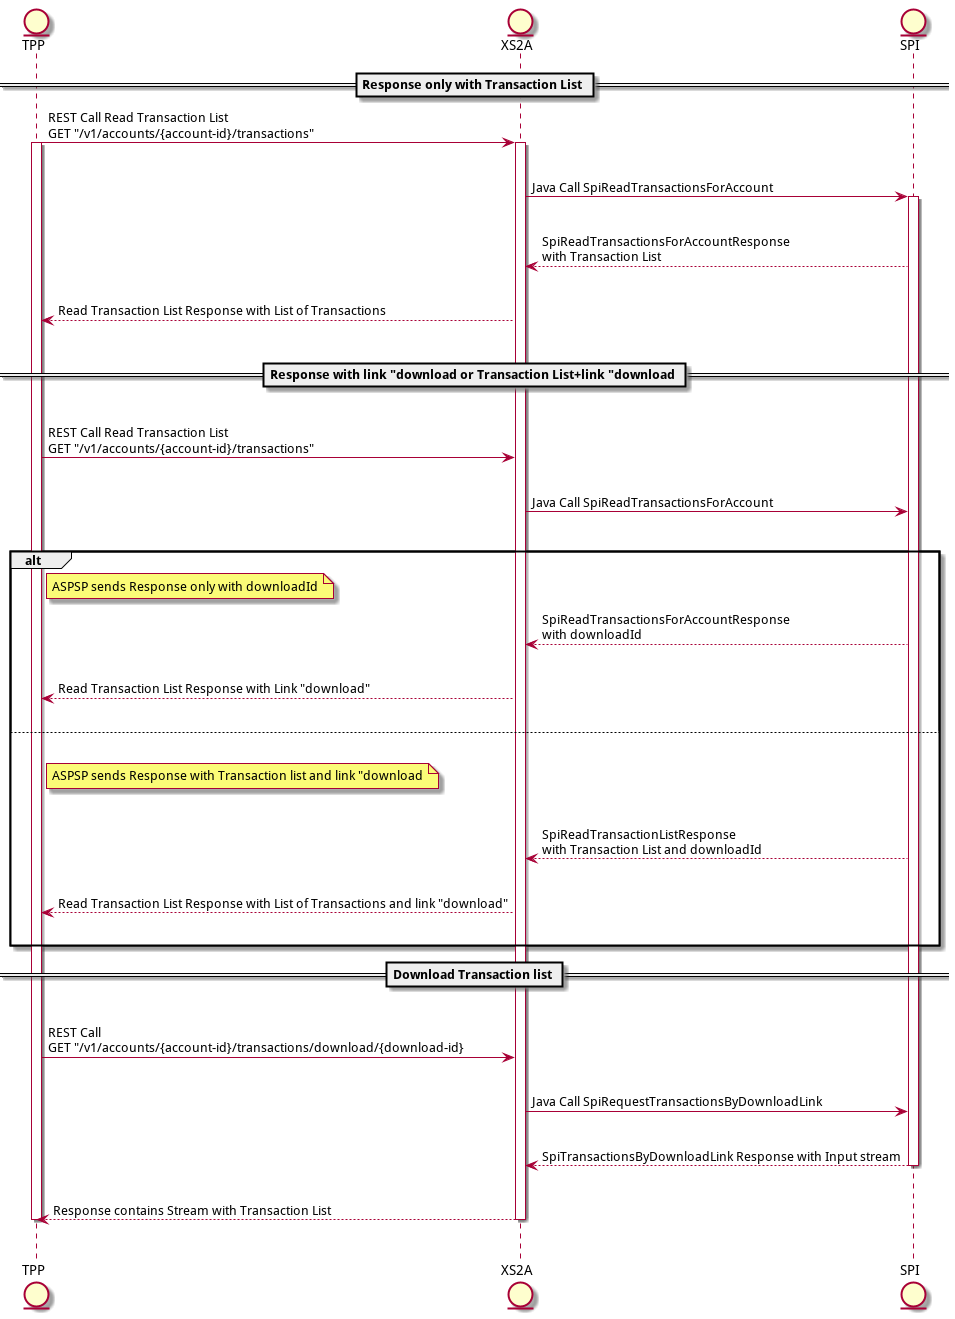 TPP
XS2A
SPI
Response only with Transaction List
REST Call Read Transaction List
GET "/v1/accounts/{account-id}/transactions"
Java Call SpiReadTransactionsForAccount
SpiReadTransactionsForAccountResponse
with Transaction List
Read Transaction List Response with List of Transactions
Response with link "download or Transaction List+link "download
REST Call Read Transaction List
GET "/v1/accounts/{account-id}/transactions"
Java Call SpiReadTransactionsForAccount
alt
ASPSP sends Response only with downloadId
SpiReadTransactionsForAccountResponse
with downloadId
Read Transaction List Response with Link "download"
ASPSP sends Response with Transaction list and link "download
SpiReadTransactionListResponse
with Transaction List and downloadId
Read Transaction List Response with List of Transactions and link "download"
Download Transaction list
REST Call
GET "/v1/accounts/{account-id}/transactions/download/{download-id}
Java Call SpiRequestTransactionsByDownloadLink
SpiTransactionsByDownloadLink Response with Input stream
Response contains Stream with Transaction List
TPP
XS2A
SPI